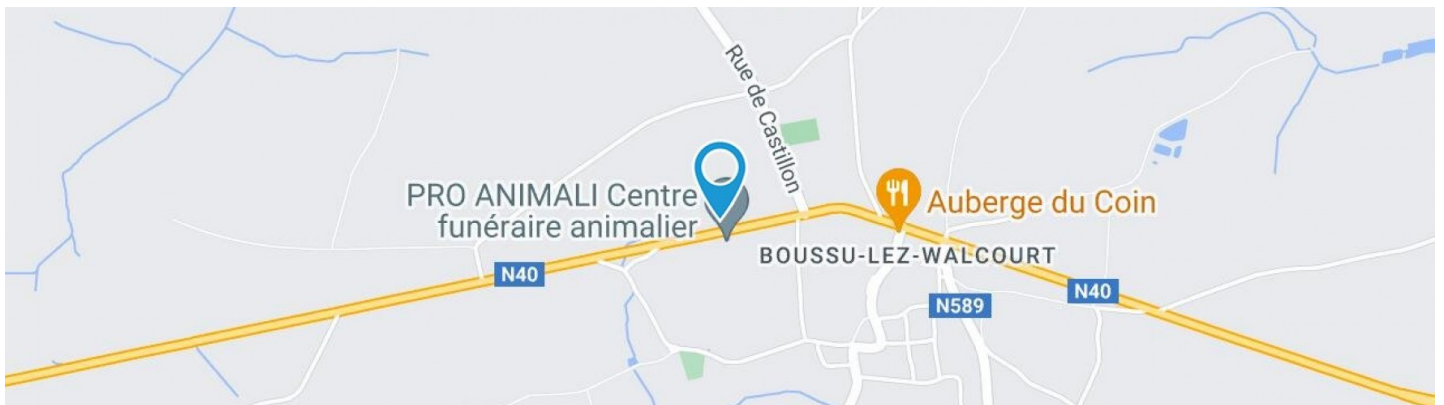 Rue de Castillon
PRO ANIMALI Centre
funéraire animalier
Auberge du Coin
BOUSSU-LEZ-WALCOURT
N40
N589
N40